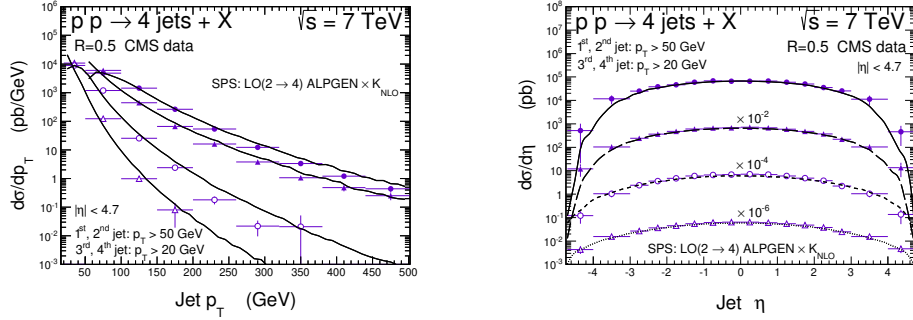 p p → 4 jets + X √s = 7 TeV
R=0.5 CMS data
SPS: LO(2 → 4) ALPGEN × K_NLO
|η| < 4.7
1st, 2nd jet: p_T > 50 GeV
3rd, 4th jet: p_T > 20 GeV
dσ/dp_T (pb/GeV)
10^6
10^5
10^4
10^3
10^2
10
1
10^-1
10^-2
10^-3
50 100 150 200 250 300 350 400 450 500
Jet p_T (GeV)
p p → 4 jets + X √s = 7 TeV
1st, 2nd jet: p_T > 50 GeV R=0.5 CMS data
3rd, 4th jet: p_T > 20 GeV |η| < 4.7
× 10^-2
× 10^-4
× 10^-6
SPS: LO(2 → 4) ALPGEN × K_NLO
dσ/dη (pb)
10^8
10^7
10^6
10^5
10^4
10^3
10^2
10
1
10^-1
10^-2
10^-3
-4 -3 -2 -1 0 1 2 3 4
Jet η